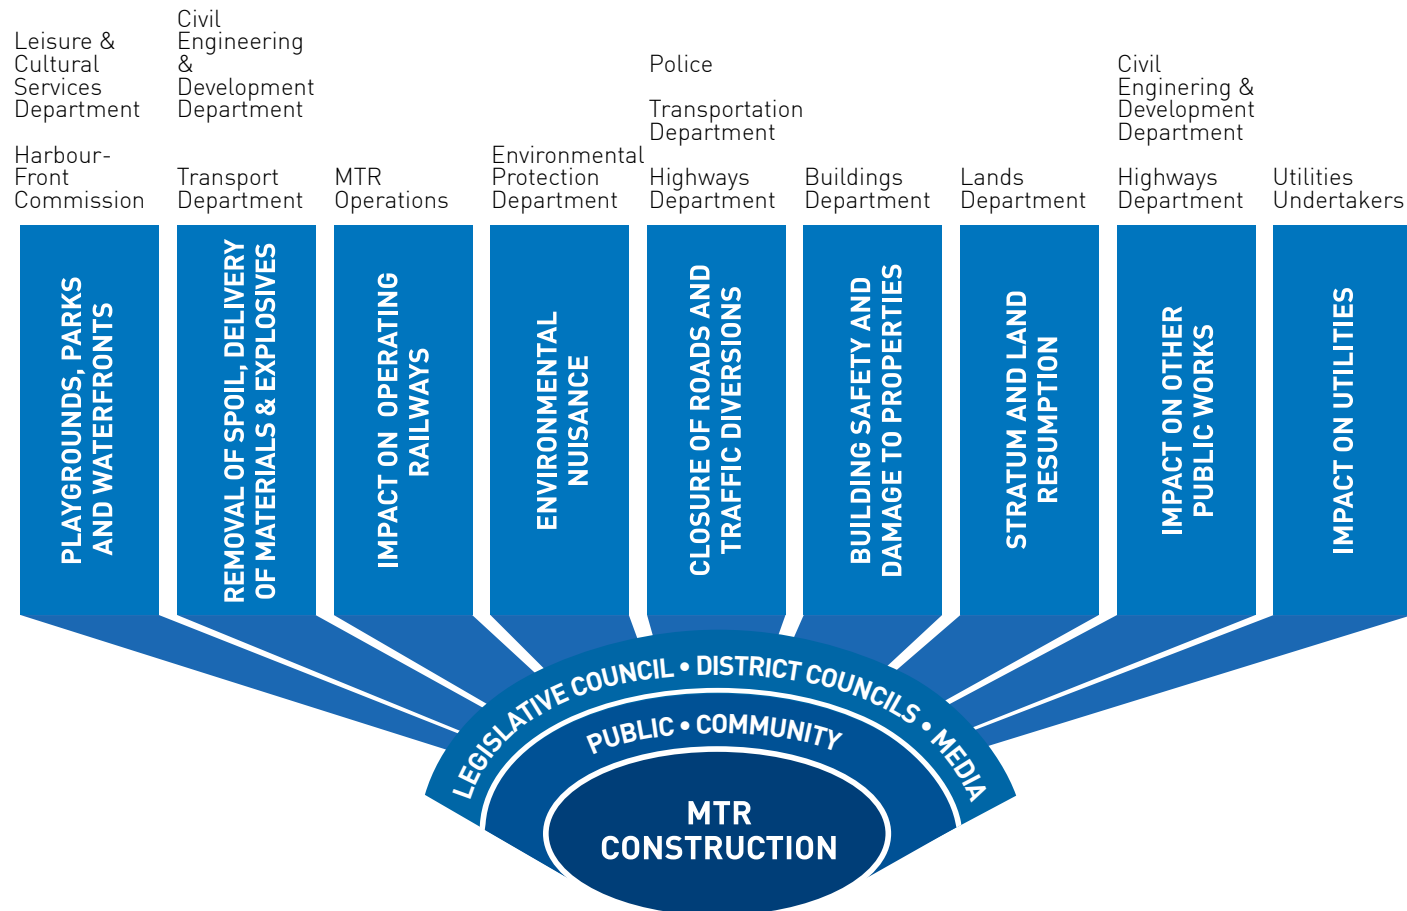 Leisure &
Cultural
Services
Department
Harbour-
Front
Commission
Civil
Engineering
&
Development
Department
Transport
Department
MTR
Operations
Environmental
Protection
Department
Police
Transportation
Department
Highways
Department
Buildings
Department
Lands
Department
Civil
Enginering &
Development
Department
Highways
Department
Utilities
Undertakers
PLAYGROUNDS, PARKS
AND WATERFRONTS
REMOVAL OF SPOIL, DELIVERY
OF MATERIALS & EXPLOSIVES
IMPACT ON OPERATING
RAILWAYS
ENVIRONMENTAL
NUISANCE
CLOSURE OF ROADS AND
TRAFFIC DIVERSIONS
BUILDING SAFETY AND
DAMAGE TO PROPERTIES
STRATUM AND LAND
RESUMPTION
IMPACT ON OTHER
PUBLIC WORKS
IMPACT ON UTILITIES
LEGISLATIVE COUNCIL • DISTRICT COUNCILS • MEDIA
PUBLIC • COMMUNITY
MTR
CONSTRUCTION